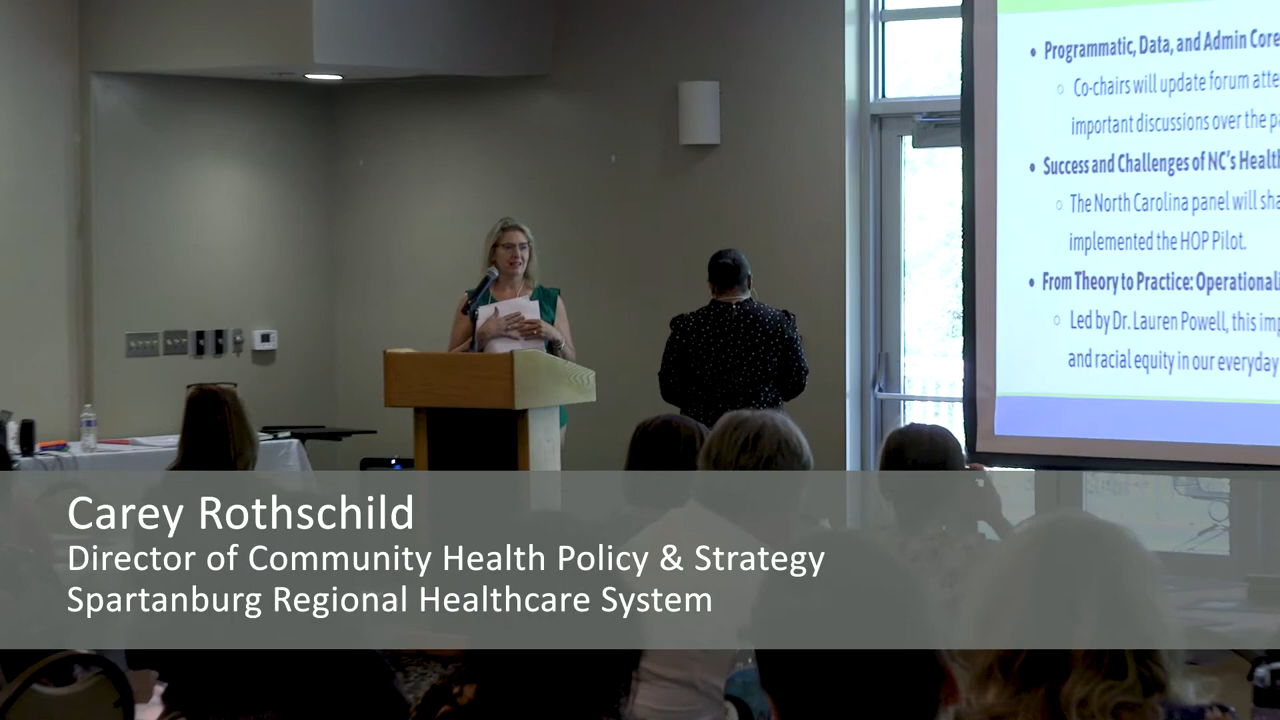 Programmatic, Data, and Admin Core
Co-chairs will update forum atte
important discussions over the pa
Success and Challenges of NC's Health
The North Carolina panel will sha
implemented the HOP Pilot.
From Theory to Practice: Operationali
Led by Dr. Lauren Powell, this imp
and racial equity in our everyday
Carey Rothschild
Director of Community Health Policy & Strategy
Spartanburg Regional Healthcare System